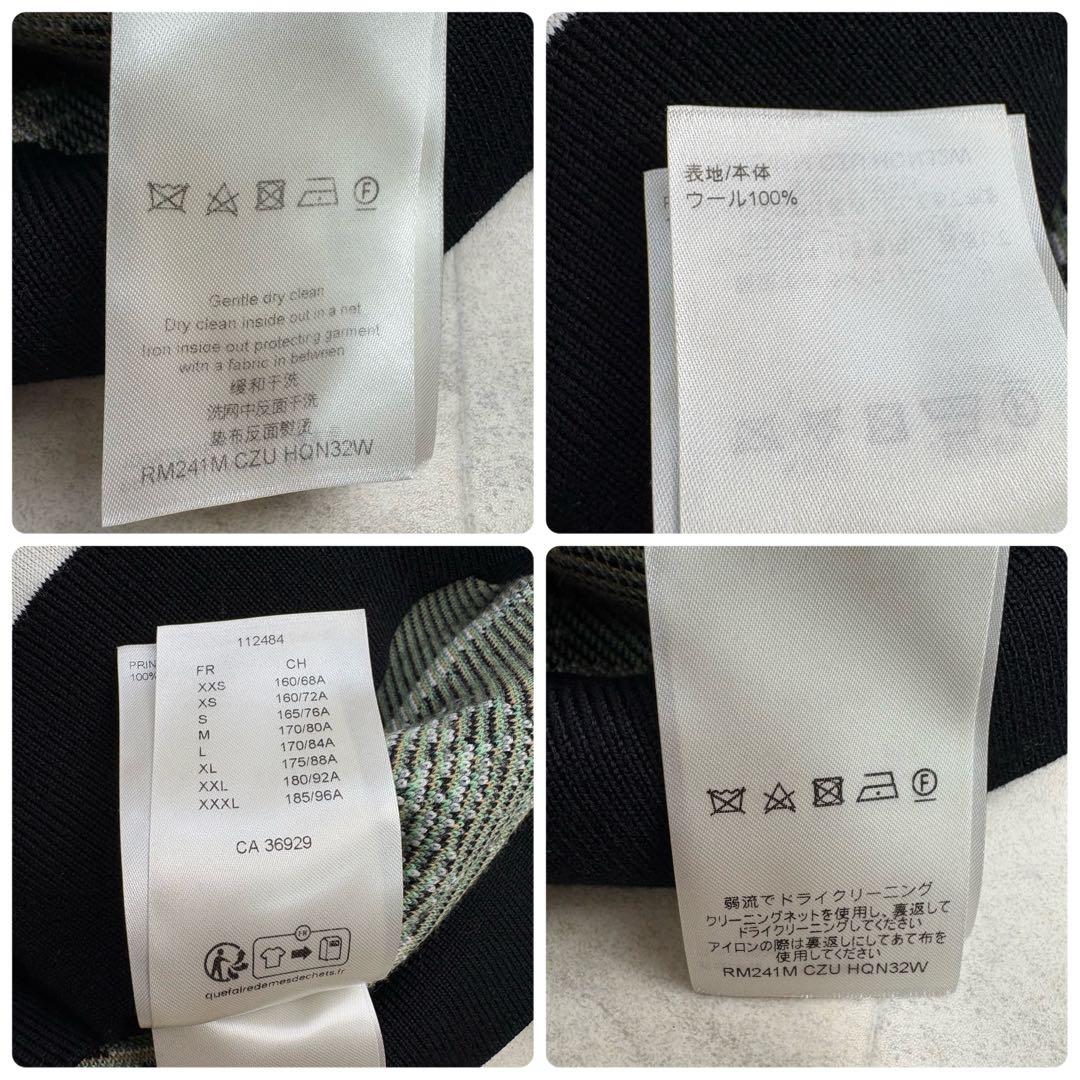 Gentle dry clean
Dry clean inside out in a net
Iron inside out protecting garment
with a fabric in between
缓和干洗
洗网中反面干洗
垫布反面熨烫
RM241M CZU HQN32W
表地/本体
ウール100%
112484
PRIN
100%
FR CH
XXS 160/68A
XS 160/72A
S 165/76A
M 170/80A
L 170/84A
XL 175/88A
XXL 180/92A
XXXL 185/96A
CA 36929
FR
quefairedemesdechets.fr
F
弱流でドライクリーニング
クリーニングネットを使用し、裏返して
ドライクリーニングしてください
アイロンの際は裏返しにしてあて布を
使用してください
RM241M CZU HQN32W